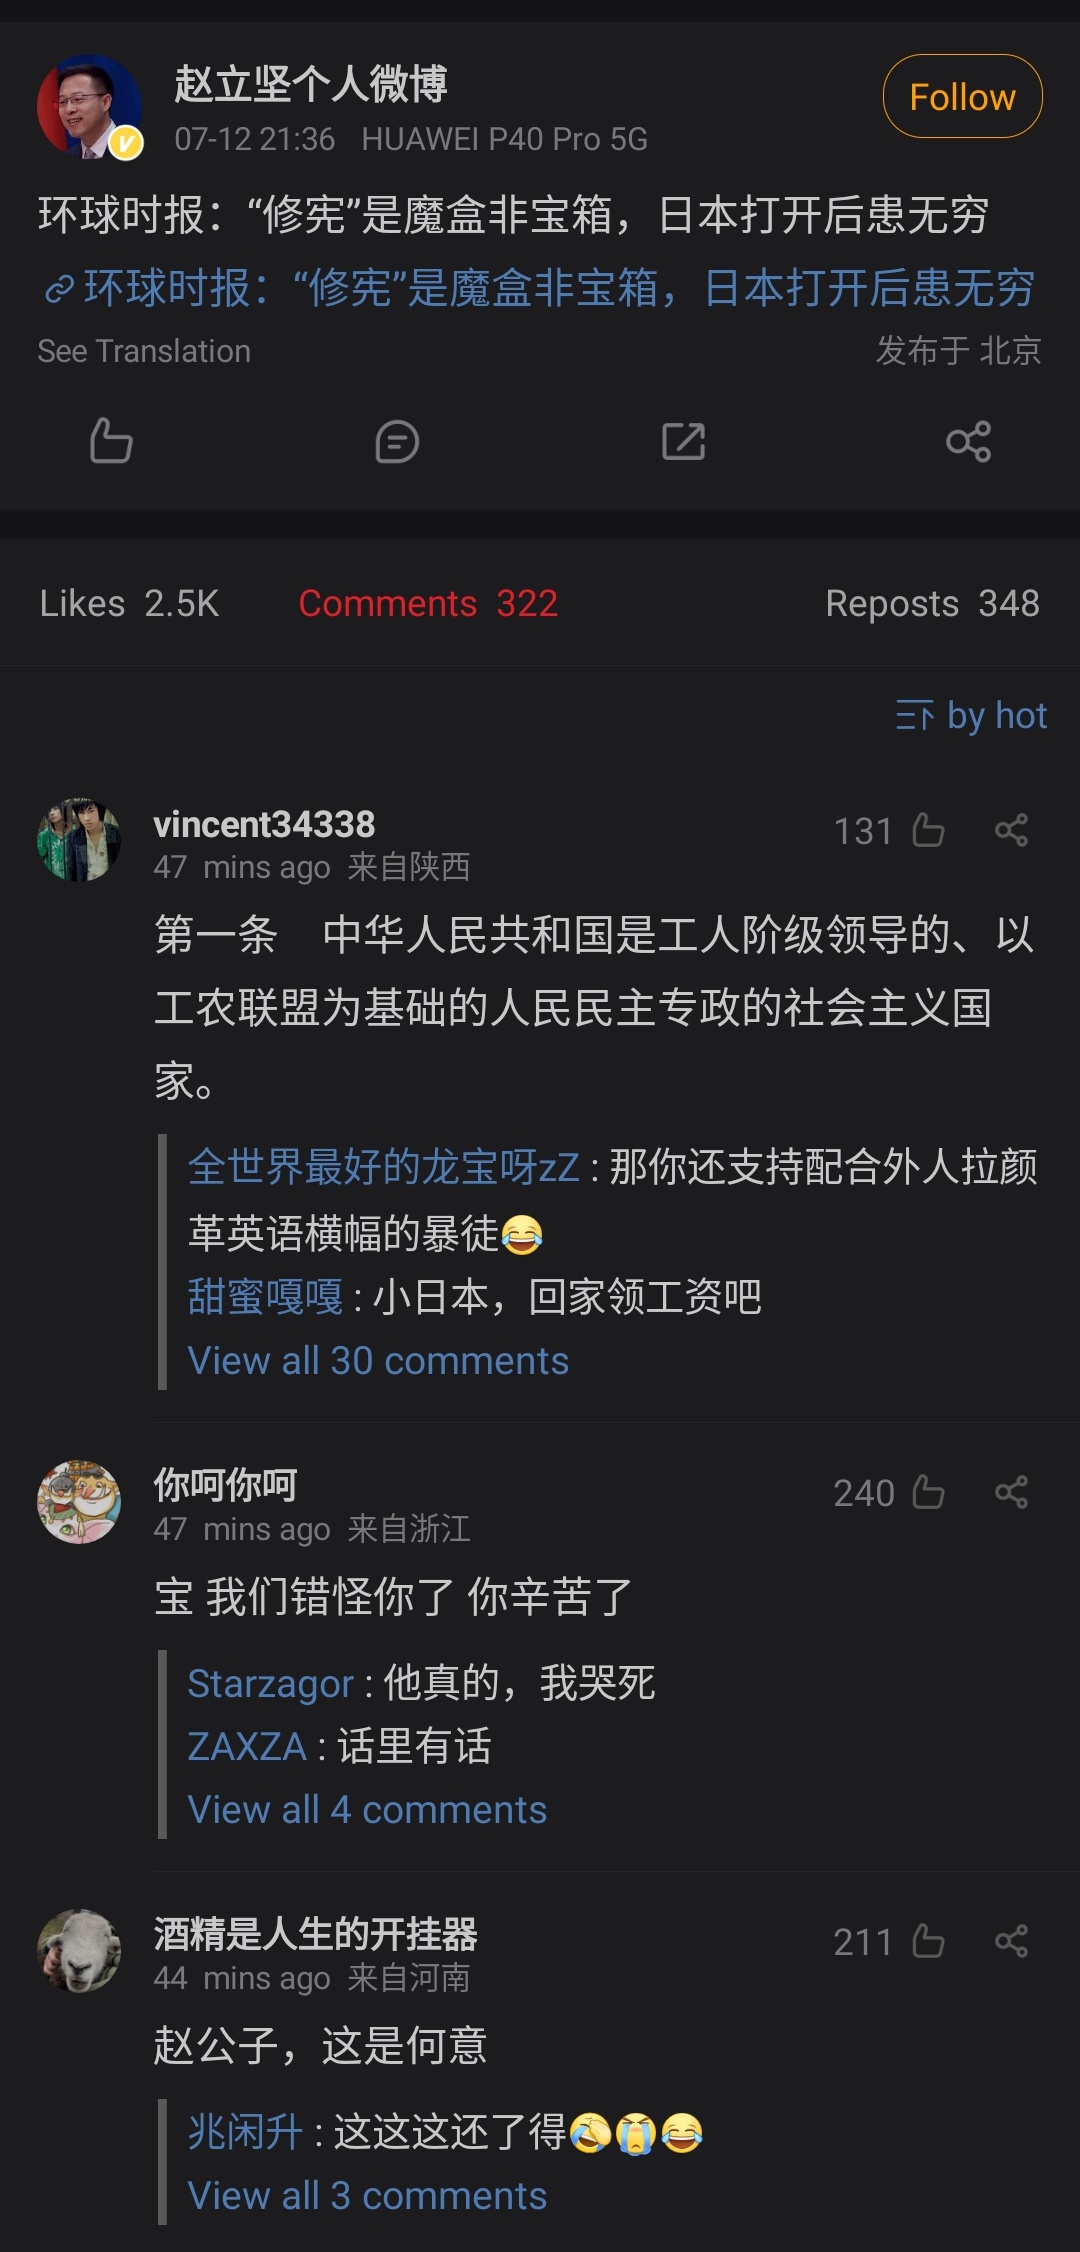 赵立坚个人微博
Follow
07-12 21:36 HUAWEI P40 Pro 5G
环球时报：“修宪”是魔盒非宝箱，日本打开后患无穷
环球时报：“修宪”是魔盒非宝箱，日本打开后患无穷
See Translation
发布于 北京
Likes 2.5K
Comments 322
Reposts 348
by hot
vincent34338
131
47 mins ago 来自陕西
第一条　中华人民共和国是工人阶级领导的、以
工农联盟为基础的人民民主专政的社会主义国
家。
全世界最好的龙宝呀zZ : 那你还支持配合外人拉颜
革英语横幅的暴徒😂
甜蜜嘎嘎 : 小日本，回家领工资吧
View all 30 comments
你呵你呵
240
47 mins ago 来自浙江
宝 我们错怪你了 你辛苦了
Starzagor : 他真的，我哭死
ZAXZA : 话里有话
View all 4 comments
酒精是人生的开挂器
211
44 mins ago 来自河南
赵公子，这是何意
兆闲升 : 这这这还了得🤣😭😂
View all 3 comments